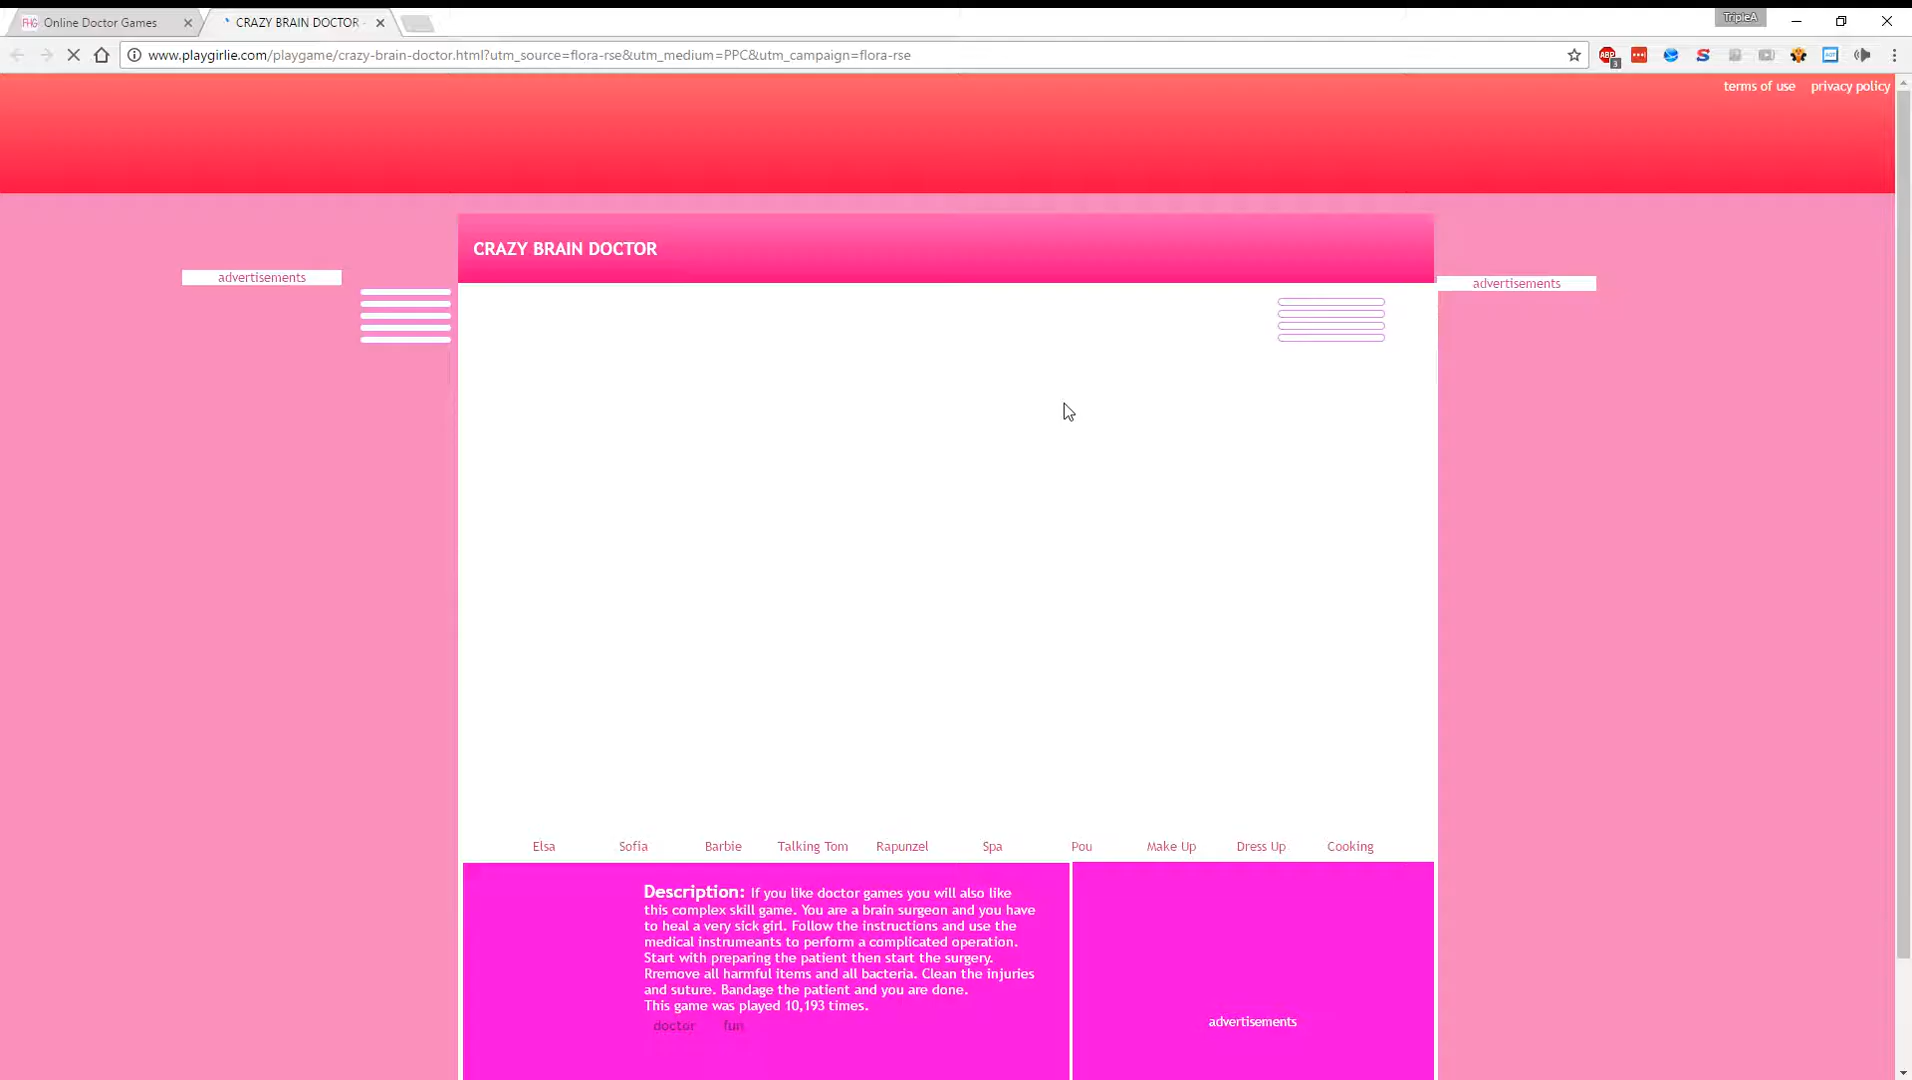 Online Doctor Games
CRAZY BRAIN DOCTOR
TripleA
www.playgirlie.com/playgame/crazy-brain-doctor.html?utm_source=flora-rse&utm_medium=PPC&utm_campaign=flora-rse
ABP
3
terms of use privacy policy
CRAZY BRAIN DOCTOR
advertisements
advertisements
Elsa Sofia Barbie Talking Tom Rapunzel Spa Pou Make Up Dress Up Cooking
Description: If you like doctor games you will also like
this complex skill game. You are a brain surgeon and you have
to heal a very sick girl. Follow the instructions and use the
medical instrumeants to perform a complicated operation.
Start with preparing the patient then start the surgery.
Rremove all harmful items and all bacteria. Clean the injuries
and suture. Bandage the patient and you are done.
This game was played 10,193 times.
doctor fun
advertisements